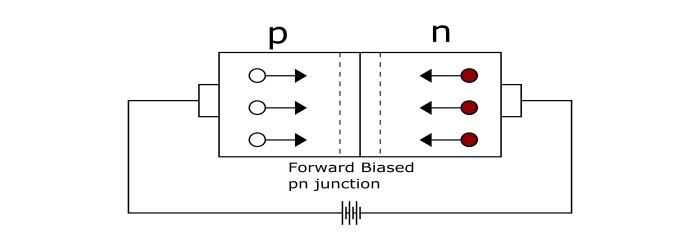 p
n
Forward Biased
pn junction